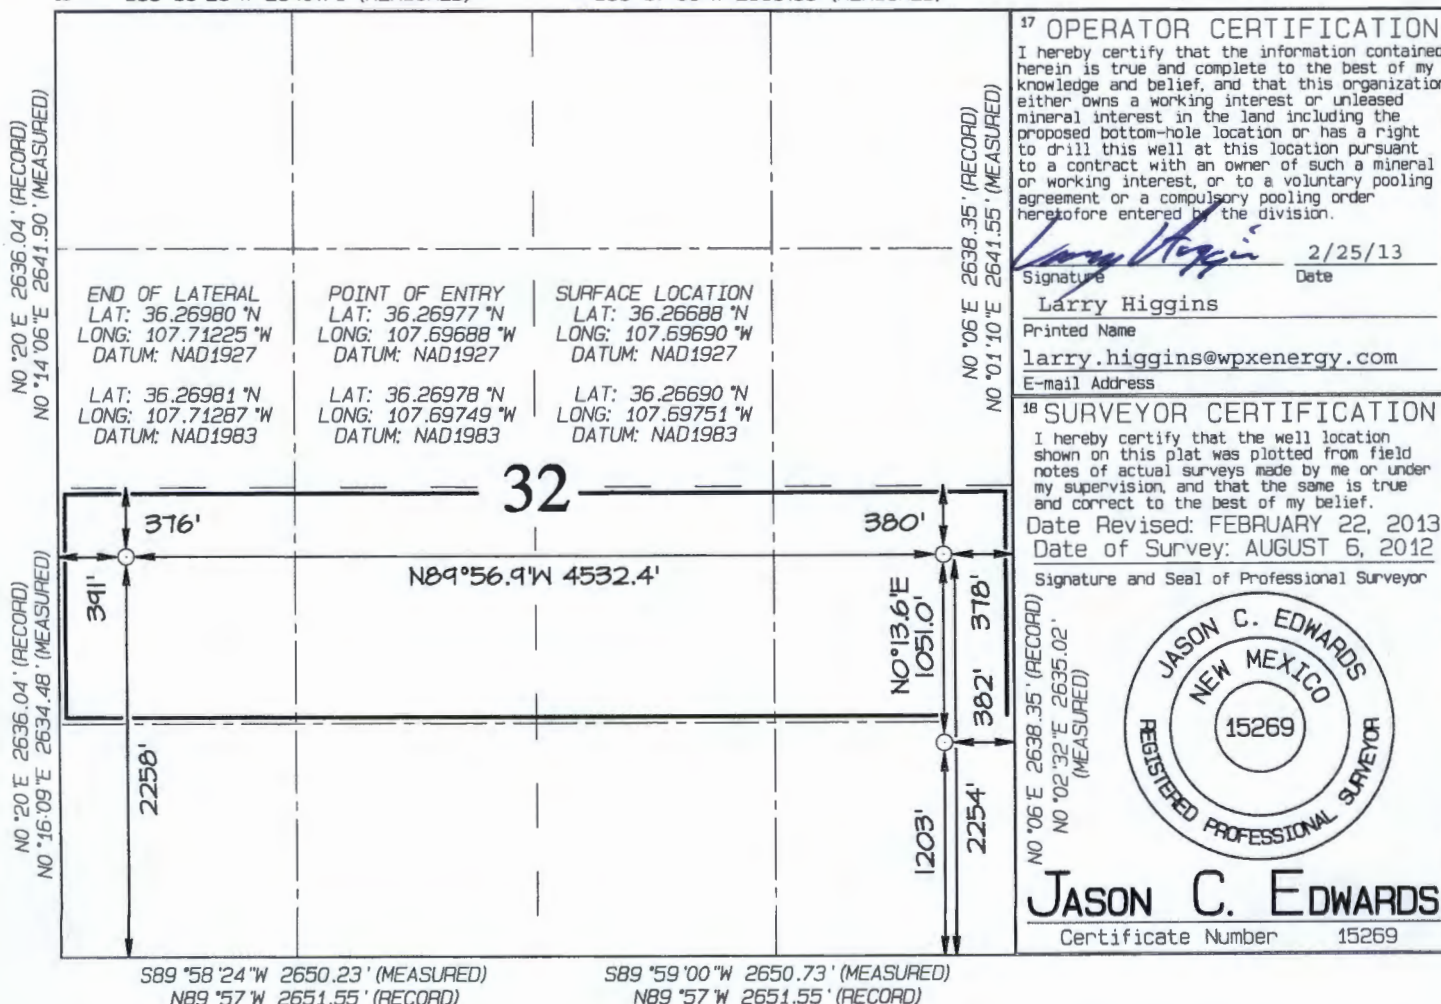 17 OPERATOR CERTIFICATION
I hereby certify that the information contained
herein is true and complete to the best of my
knowledge and belief, and that this organization
either owns a working interest or unleased
mineral interest in the land including the
proposed bottom-hole location or has a right
to drill this well at this location pursuant
to a contract with an owner of such a mineral
or working interest, or to a voluntary pooling
agreement or a compulsory pooling order
heretofore entered by the division.
2/25/13
Signature Date
Larry Higgins
Printed Name
larry.higgins@wpxenergy.com
E-mail Address
18 SURVEYOR CERTIFICATION
I hereby certify that the well location
shown on this plat was plotted from field
notes of actual surveys made by me or under
my supervision, and that the same is true
and correct to the best of my belief.
Date Revised: FEBRUARY 22, 2013
Date of Survey: AUGUST 6, 2012
Signature and Seal of Professional Surveyor
JASON C. EDWARDS
NEW MEXICO
15269
REGISTERED PROFESSIONAL SURVEYOR
JASON C. EDWARDS
Certificate Number 15269
N0°20'E 2636.04' (RECORD)
N0°14'06"E 2641.90' (MEASURED)
N0°06'E 2638.35' (RECORD)
N0°01'10"E 2641.55' (MEASURED)
END OF LATERAL
LAT: 36.26980 °N
LONG: 107.71225 °W
DATUM: NAD1927
LAT: 36.26981 °N
LONG: 107.71287 °W
DATUM: NAD1983
POINT OF ENTRY
LAT: 36.26977 °N
LONG: 107.69688 °W
DATUM: NAD1927
LAT: 36.26978 °N
LONG: 107.69749 °W
DATUM: NAD1983
SURFACE LOCATION
LAT: 36.26688 °N
LONG: 107.69690 °W
DATUM: NAD1927
LAT: 36.26690 °N
LONG: 107.69751 °W
DATUM: NAD1983
32
376'
380'
391'
N89°56.9'W 4532.4'
N0°13.6'E
1051.0'
378'
382'
2258'
1203'
2254'
N0°20'E 2636.04' (RECORD)
N0°16'09"E 2634.48' (MEASURED)
N0°06'E 2638.35' (RECORD)
N0°02'32"E 2635.02'
(MEASURED)
S89°58'24"W 2650.23' (MEASURED)
N89°57'W 2651.55' (RECORD)
S89°59'00"W 2650.73' (MEASURED)
N89°57'W 2651.55' (RECORD)